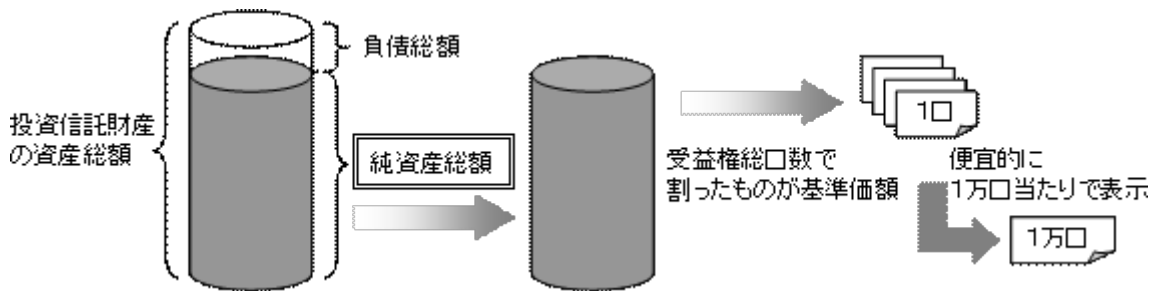 負債総額
投資信託財産
の資産総額
純資産総額
受益権総口数で
割ったものが基準価額
1口
便宜的に
1万口当たりで表示
1万口